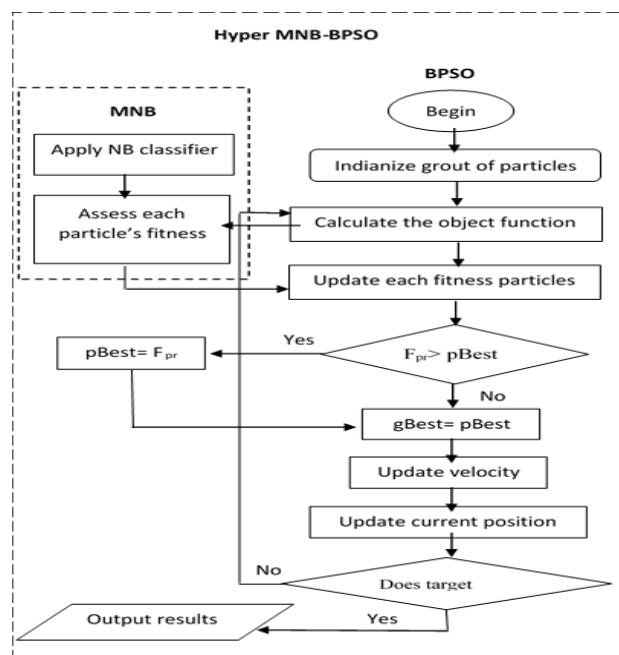 Hyper MNB-BPSO
BPSO
MNB
Begin
Apply NB classifier
Indianize grout of particles
Assess each
particle's fitness
Calculate the object function
Update each fitness particles
Yes
pBest= Fpr
Fpr> pBest
No
gBest= pBest
Update velocity
Update current position
No
Does target
Output results
Yes